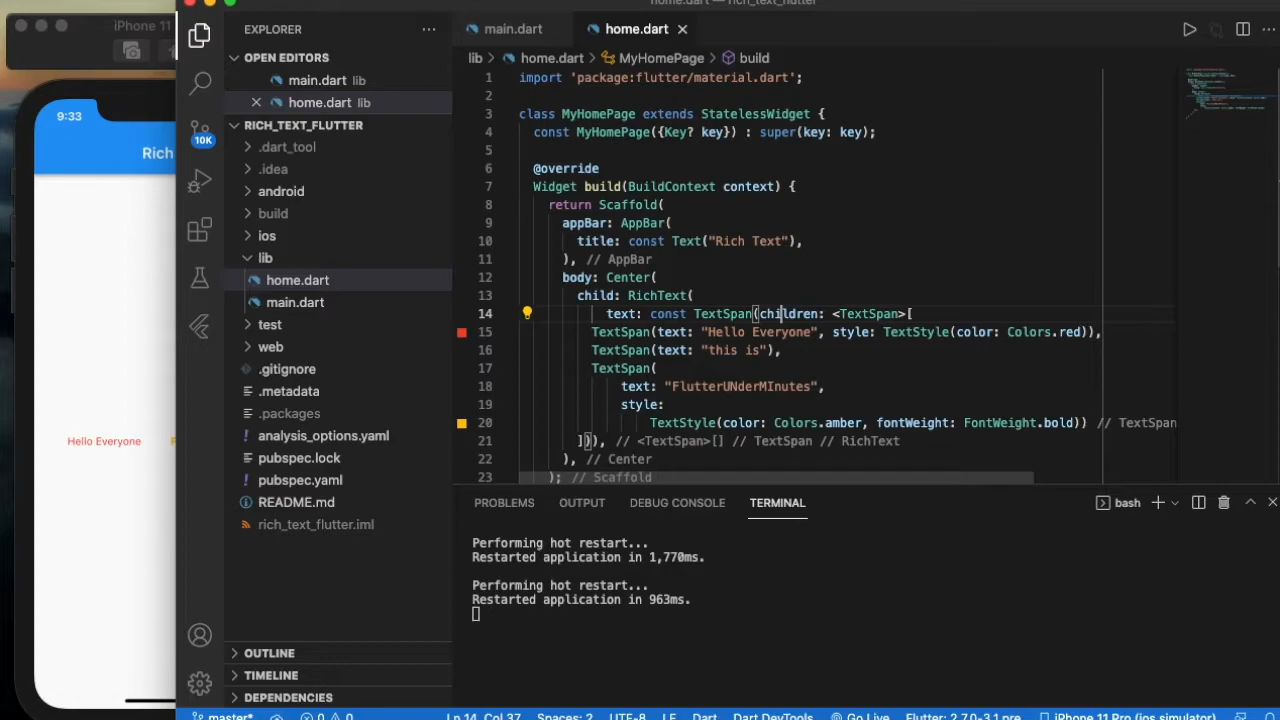 iPhone 11
9:33
Rich
Hello Everyone
home.dart — rich_text_flutter
EXPLORER
OPEN EDITORS
main.dart lib
home.dart lib
RICH_TEXT_FLUTTER
.dart_tool
.idea
android
build
ios
lib
home.dart
main.dart
test
web
.gitignore
.metadata
.packages
analysis_options.yaml
pubspec.lock
pubspec.yaml
README.md
rich_text_flutter.iml
OUTLINE
TIMELINE
DEPENDENCIES
10K
main.dart home.dart
lib > home.dart > MyHomePage > build
1 import 'package:flutter/material.dart';
2
3 class MyHomePage extends StatelessWidget {
4 const MyHomePage({Key? key}) : super(key: key);
5
6 @override
7 Widget build(BuildContext context) {
8 return Scaffold(
9 appBar: AppBar(
10 title: const Text("Rich Text"),
11 ), // AppBar
12 body: Center(
13 child: RichText(
14 text: const TextSpan(children: <TextSpan>[
15 TextSpan(text: "Hello Everyone", style: TextStyle(color: Colors.red)),
16 TextSpan(text: "this is"),
17 TextSpan(
18 text: "FlutterUNderMInutes",
19 style:
20 TextStyle(color: Colors.amber, fontWeight: FontWeight.bold)) // TextSpan
21 ])), // <TextSpan>[] // TextSpan // RichText
22 ), // Center
23 ); // Scaffold
PROBLEMS OUTPUT DEBUG CONSOLE TERMINAL
bash
Performing hot restart...
Restarted application in 1,770ms.
Performing hot restart...
Restarted application in 963ms.
master* 0 0 Ln 14, Col 37 Spaces: 2 UTF-8 LF Dart Dart DevTools Go Live Flutter: 2.7.0-3.1.pre iPhone 11 Pro (ios simulator)